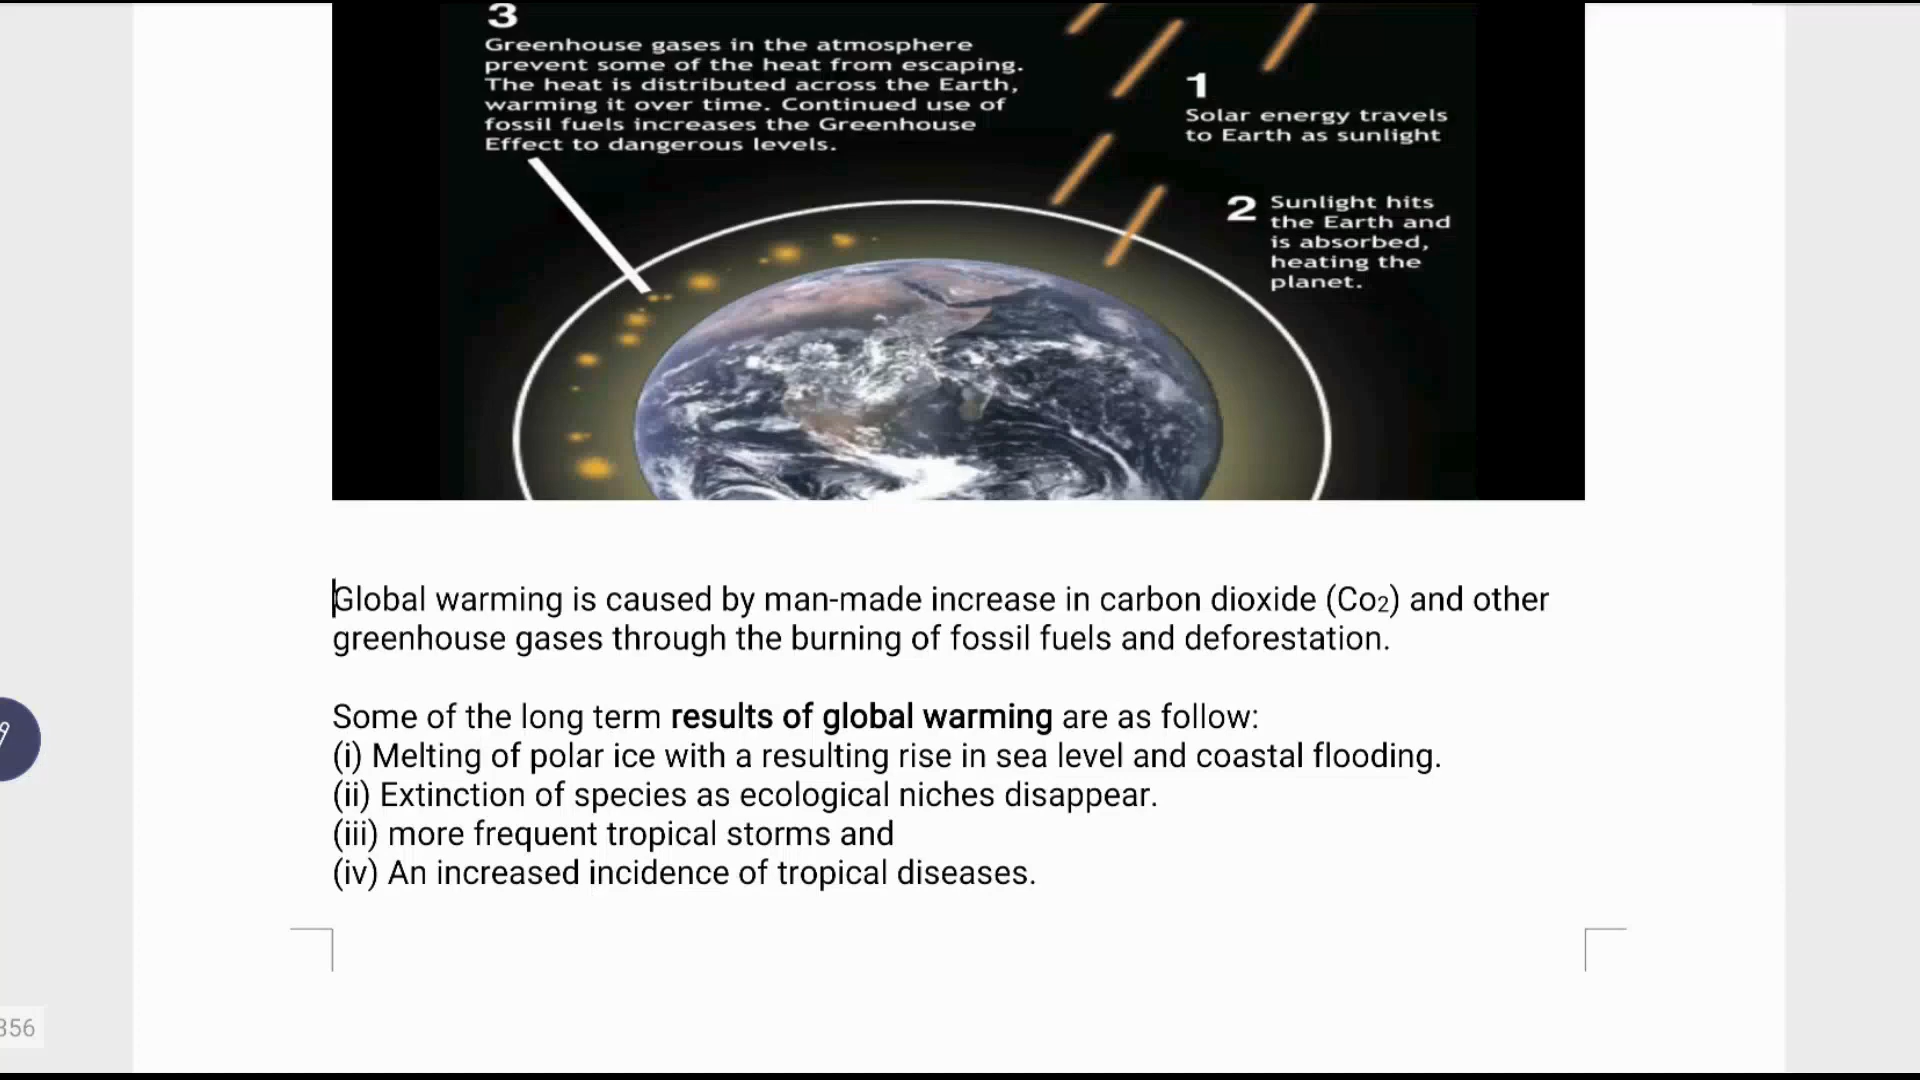 3
Greenhouse gases in the atmosphere
prevent some of the heat from escaping.
The heat is distributed across the Earth,
warming it over time. Continued use of
fossil fuels increases the Greenhouse
Effect to dangerous levels.
1
Solar energy travels
to Earth as sunlight
2 Sunlight hits
the Earth and
is absorbed,
heating the
planet.
Global warming is caused by man-made increase in carbon dioxide (Co₂) and other
greenhouse gases through the burning of fossil fuels and deforestation.
Some of the long term results of global warming are as follow:
(i) Melting of polar ice with a resulting rise in sea level and coastal flooding.
(ii) Extinction of species as ecological niches disappear.
(iii) more frequent tropical storms and
(iv) An increased incidence of tropical diseases.
356